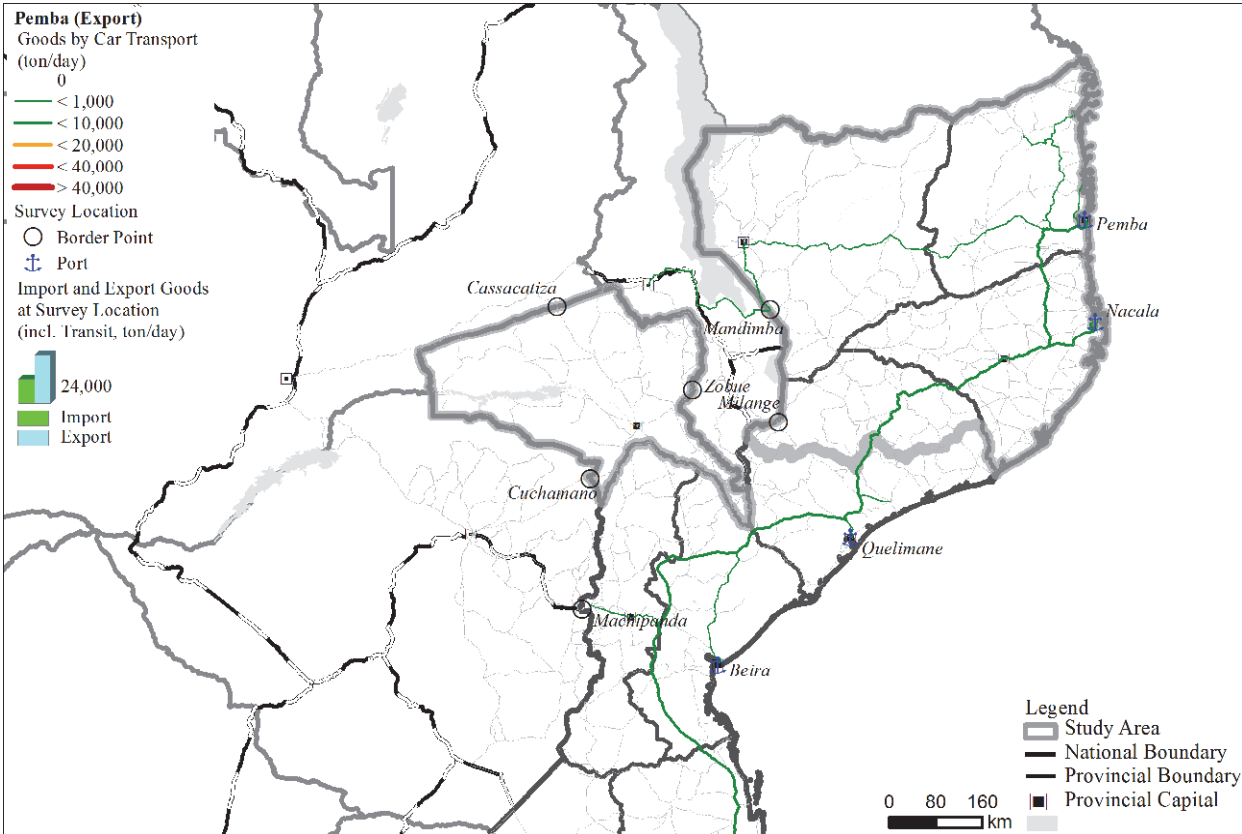 Pemba (Export)
Goods by Car Transport
(ton/day)
0
< 1,000
< 10,000
< 20,000
< 40,000
> 40,000
Survey Location
Border Point
Port
Import and Export Goods
at Survey Location
(incl. Transit, ton/day)
24,000
Import
Export
Pemba
Cassacatiza
Nacala
Mandimba
Zobue
Milange
Cuchamano
Quelimane
Machipanda
Beira
Legend
Study Area
National Boundary
Provincial Boundary
Provincial Capital
0 80 160
km